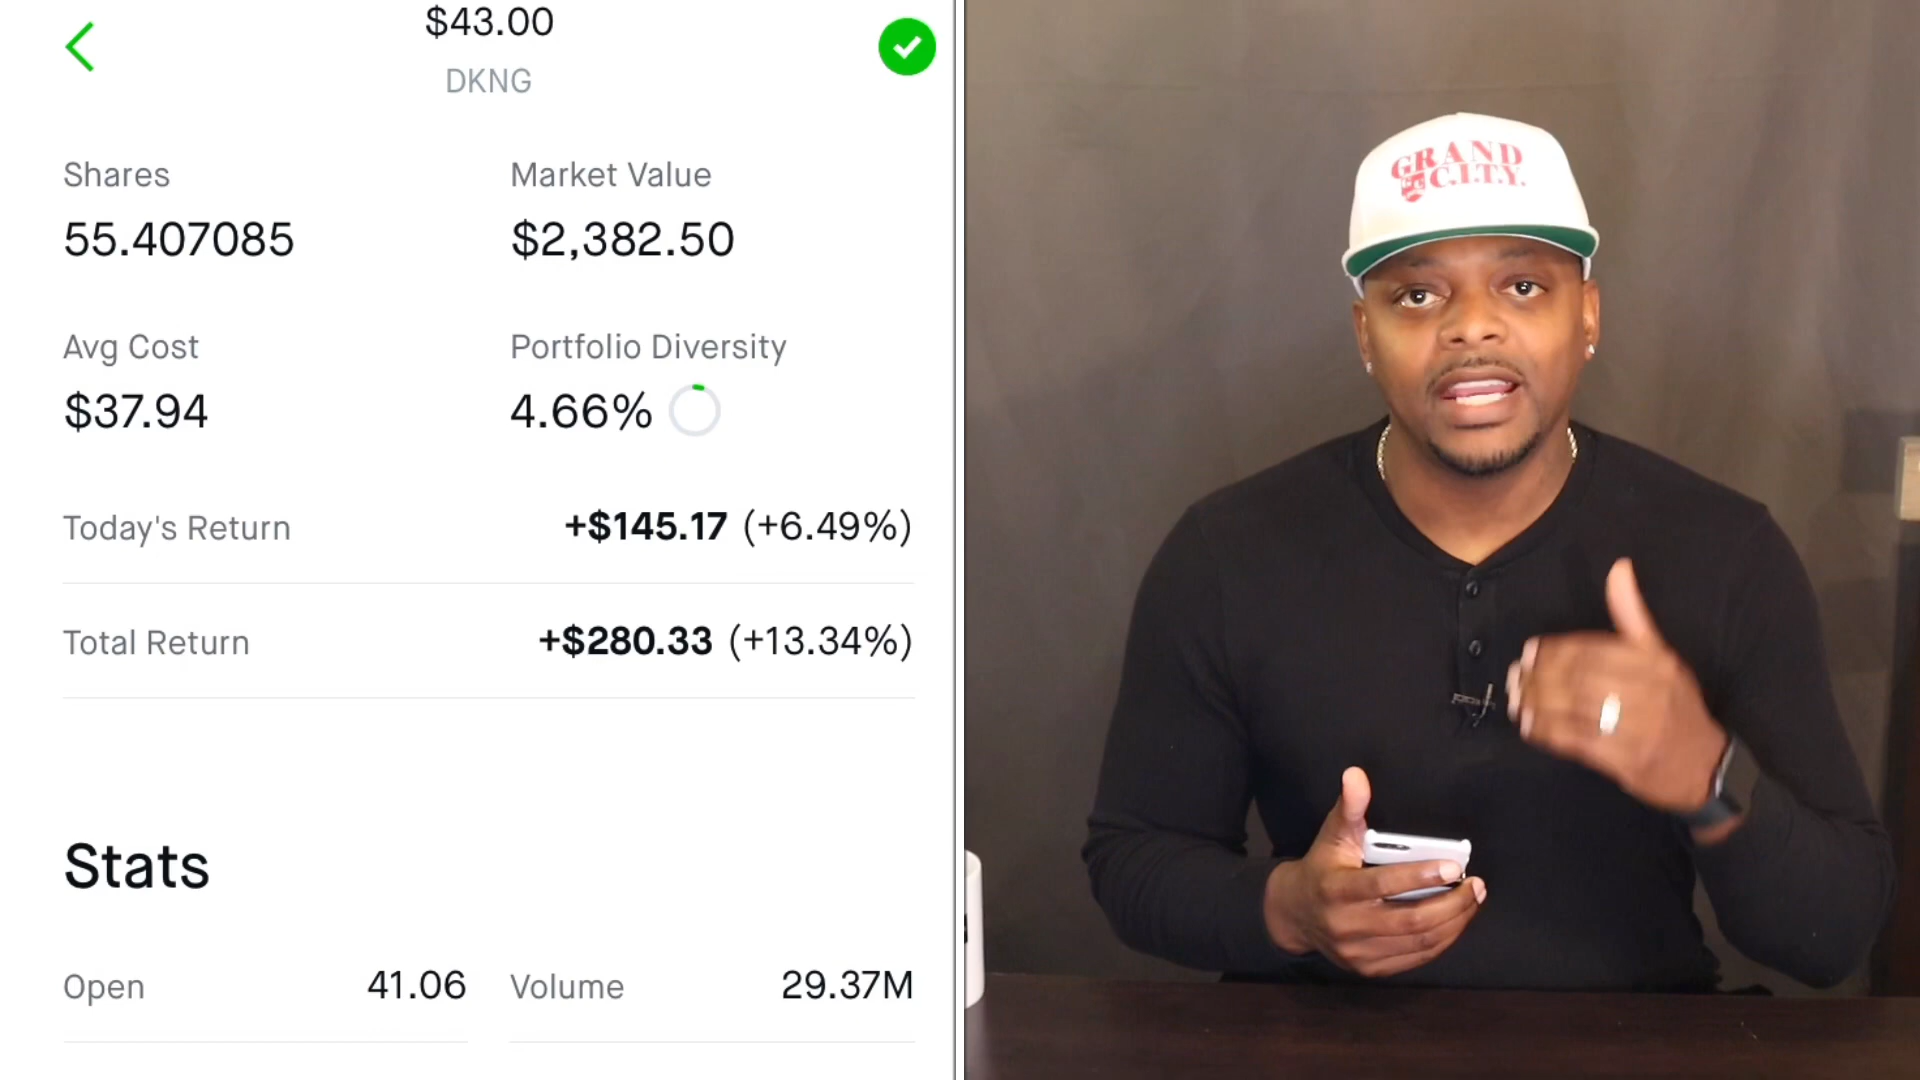 $43.00
DKNG
Shares
55.407085
Market Value
$2,382.50
Avg Cost
$37.94
Portfolio Diversity
4.66%
Today's Return
+$145.17 (+6.49%)
Total Return
+$280.33 (+13.34%)
Stats
Open 41.06
Volume 29.37M
GRAND
C.I.T.Y.